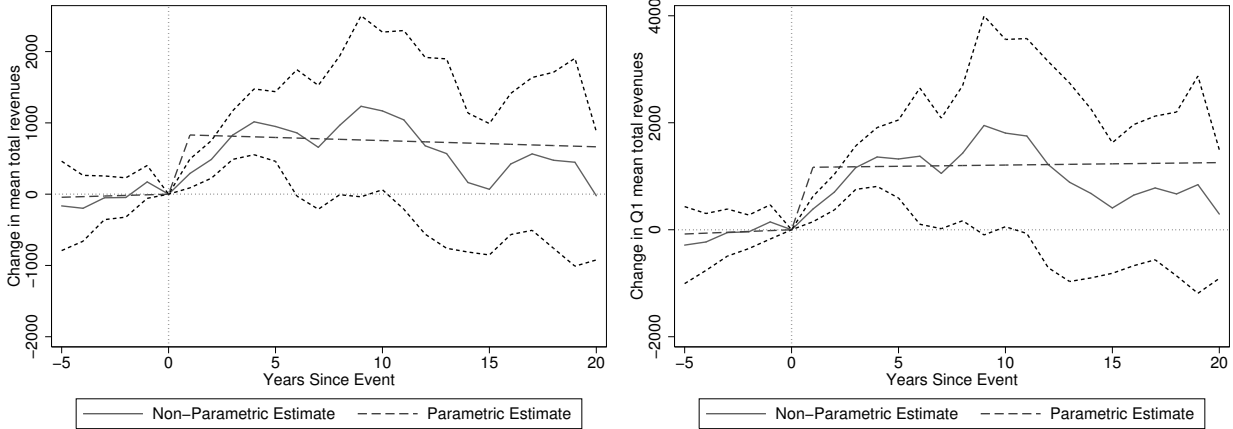 Change in mean total revenues
2000
1000
0
−1000
−2000
−5 0 5 10 15 20
Years Since Event
Non−Parametric Estimate Parametric Estimate
Change in Q1 mean total revenues
4000
2000
0
−2000
−5 0 5 10 15 20
Years Since Event
Non−Parametric Estimate Parametric Estimate